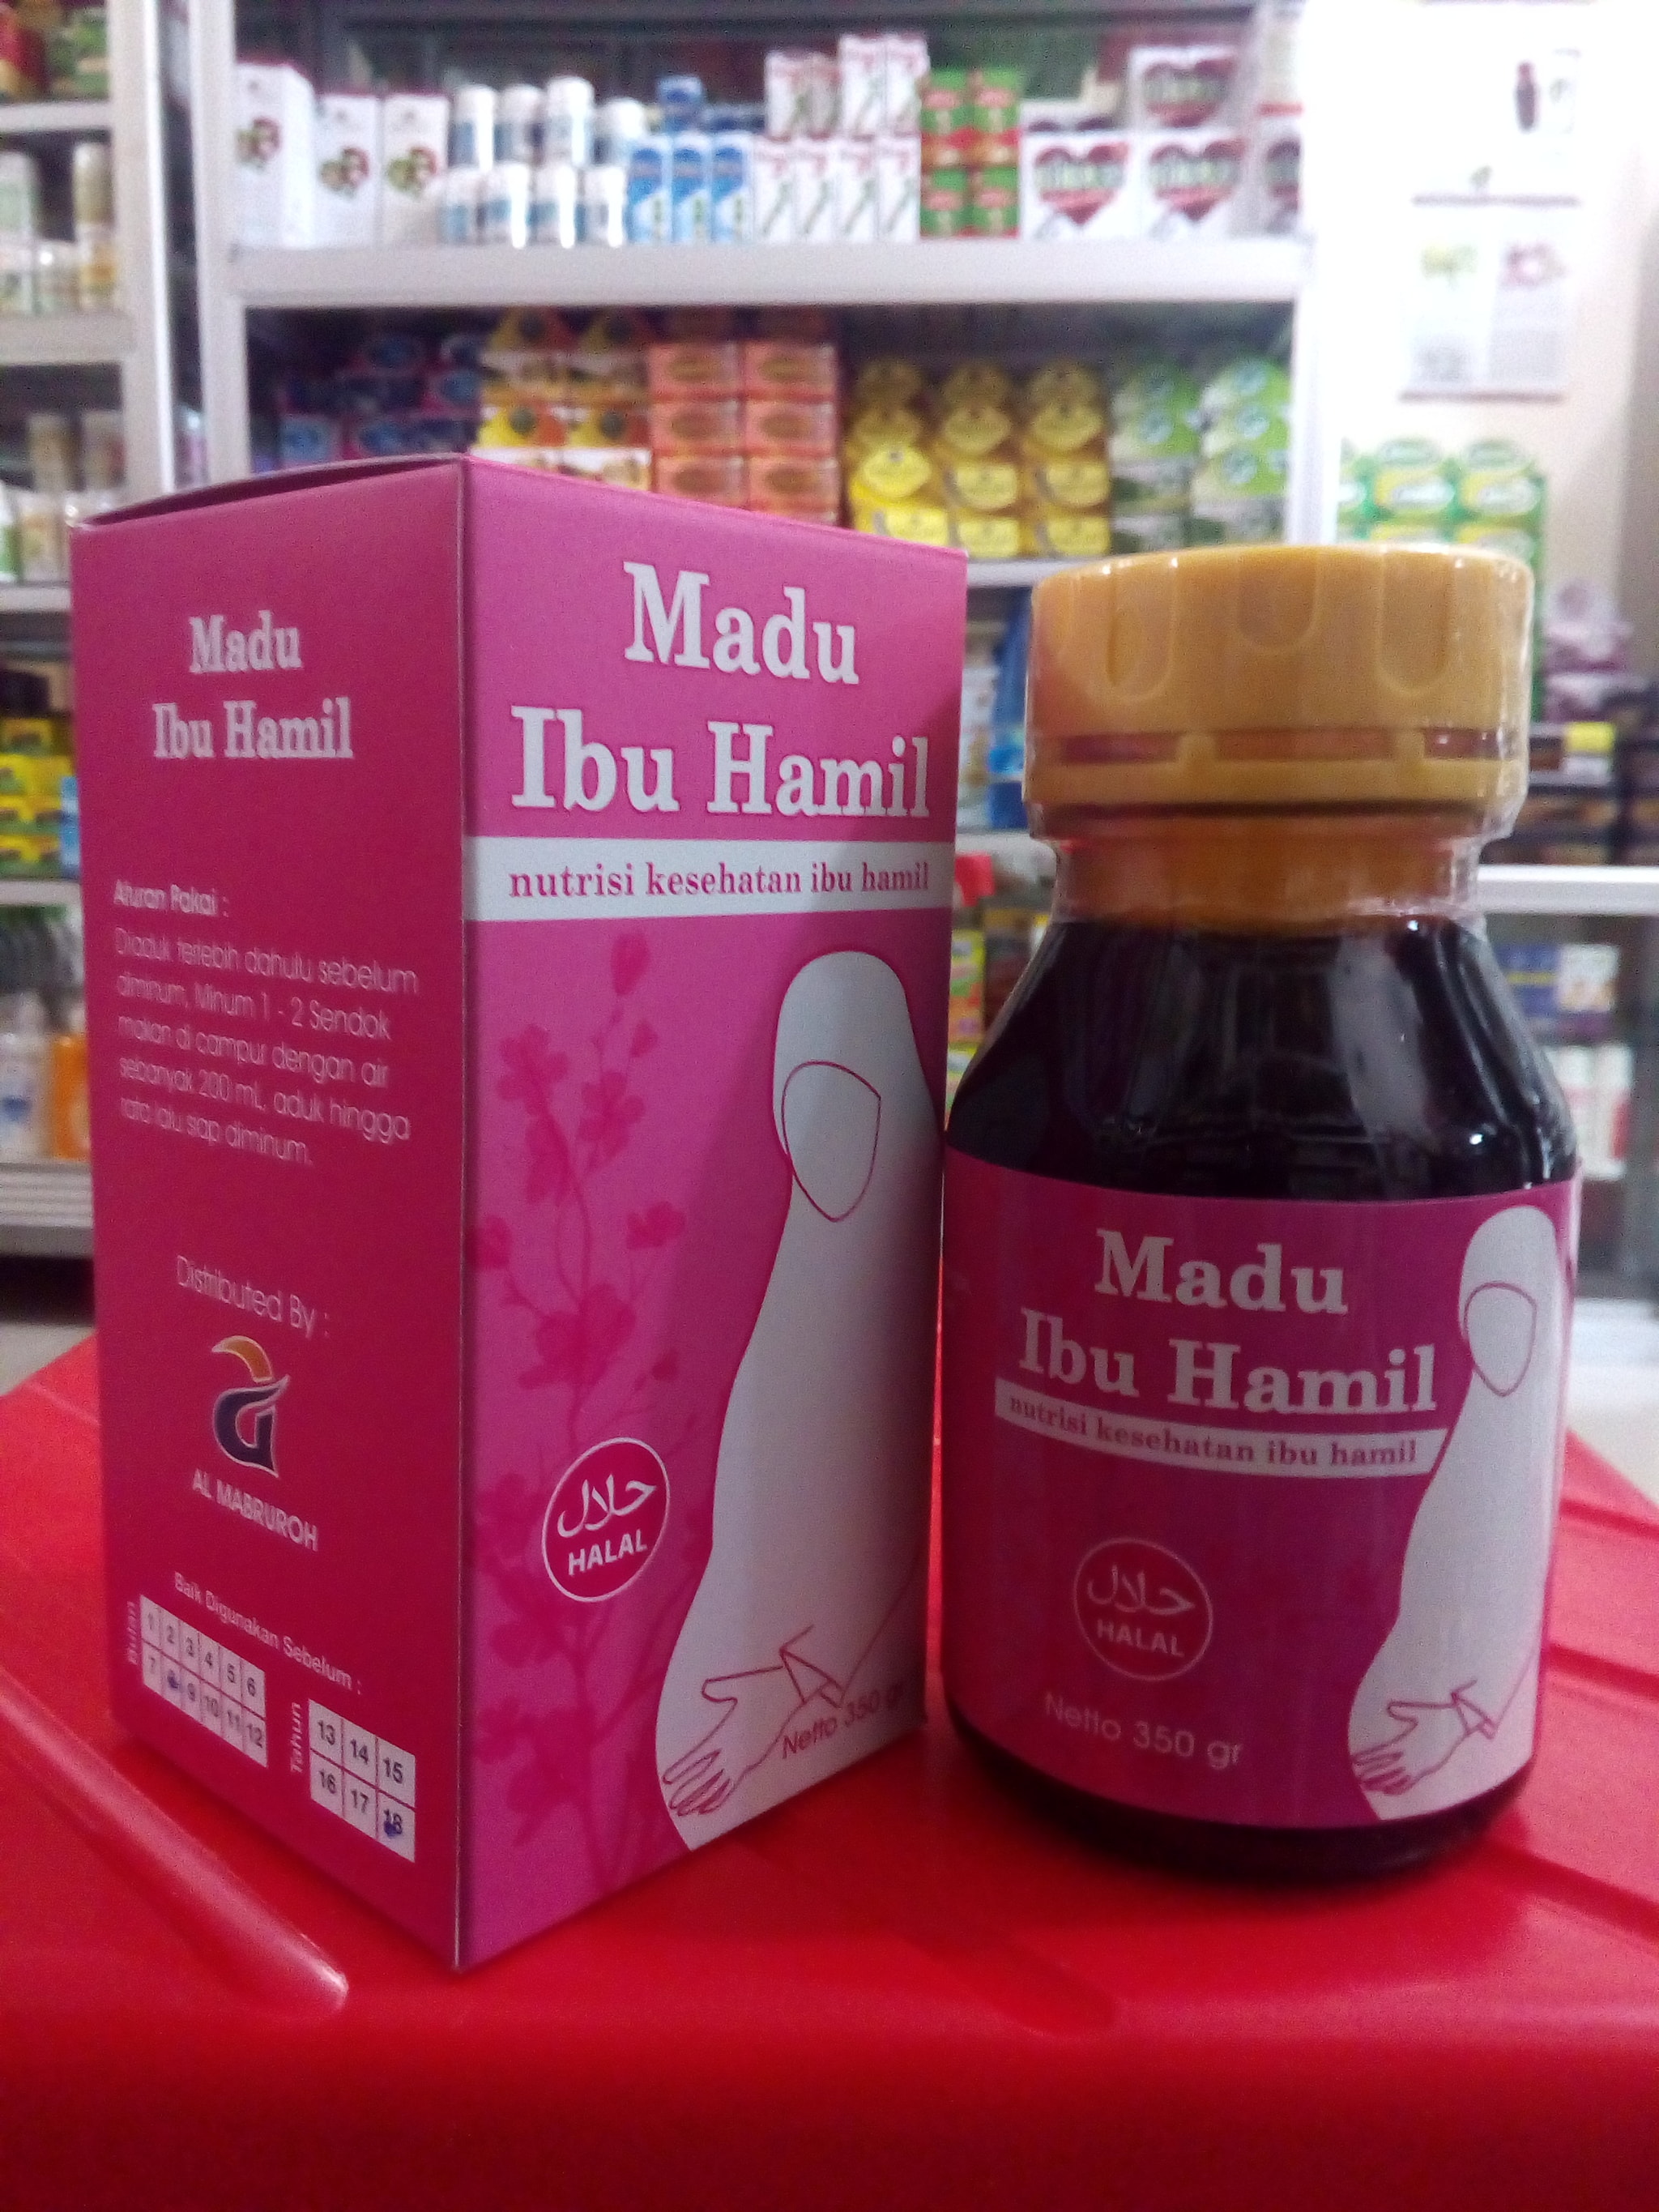 Madu
Ibu Hamil
Aturan Pakai :
Diaduk terlebih dahulu sebelum
diminum, Minum 1 - 2 Sendok
makan di campur dengan air
sebanyak 200 mL, aduk hingga
rata lalu siap diminum.
Distributed By :
AL MABRUROH
Baik Digunakan Sebelum :
Bulan
1 2 3 4 5 6
7 9 10 11 12
Tahun
13 14 15
16 17 18
Madu
Ibu Hamil
nutrisi kesehatan ibu hamil
حلال
HALAL
Netto 350 gr
Madu
Ibu Hamil
nutrisi kesehatan ibu hamil
حلال
HALAL
Netto 350 gr